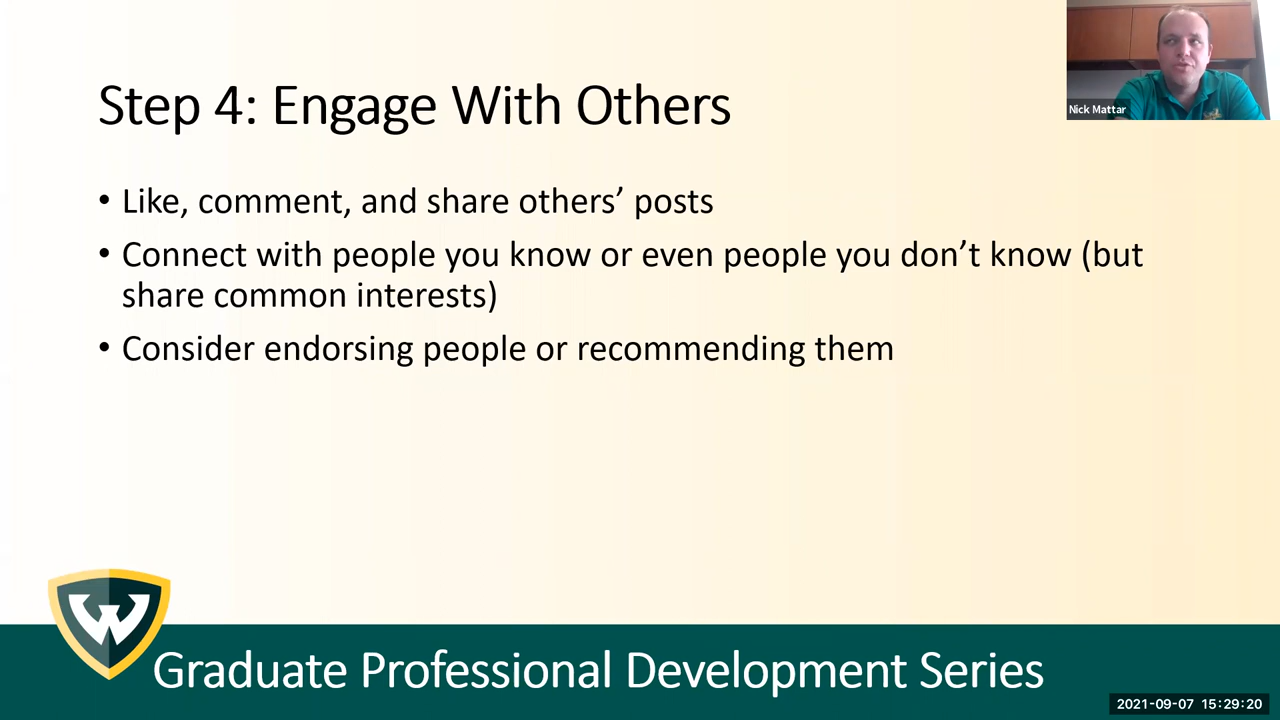 Step 4: Engage With Others
Nick Mattar
• Like, comment, and share others’ posts
• Connect with people you know or even people you don’t know (but
share common interests)
• Consider endorsing people or recommending them
W
Graduate Professional Development Series
2021-09-07 15:29:20